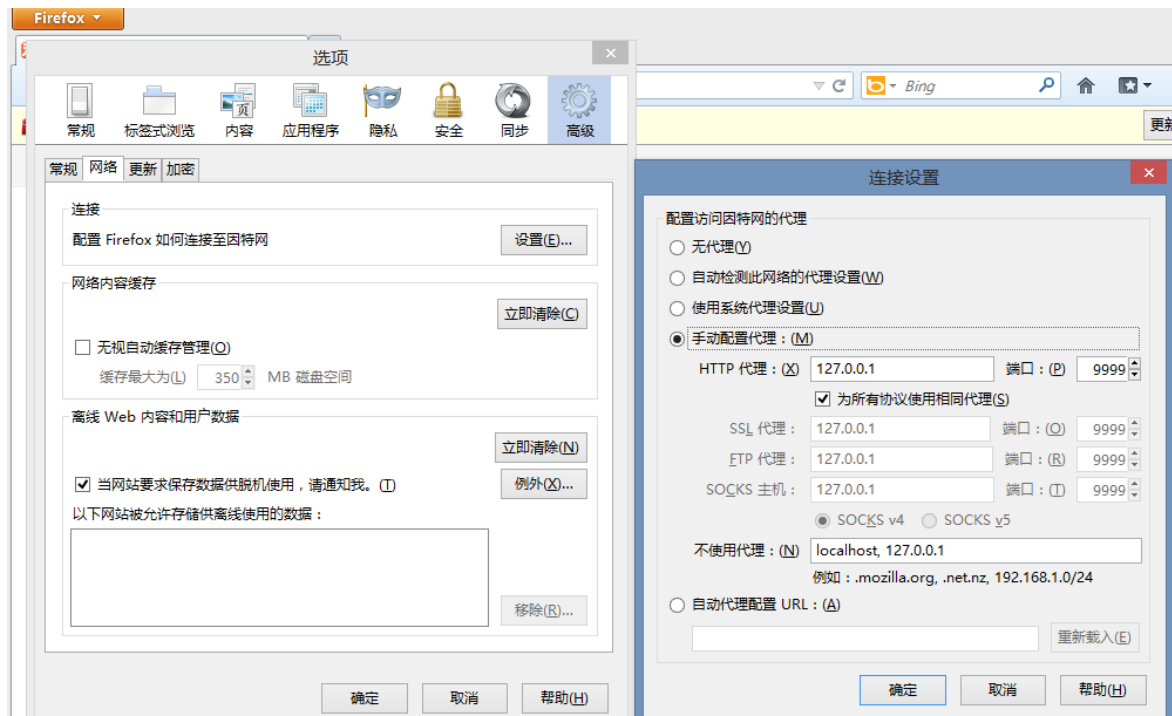 Firefox
选项
Bing
常规 标签式浏览 内容 应用程序 隐私 安全 同步 高级
常规 网络 更新 加密
连接
配置 Firefox 如何连接至因特网
设置(E)...
网络内容缓存
立即清除(C)
无视自动缓存管理(O)
缓存最大为(L) 350 MB 磁盘空间
离线 Web 内容和用户数据
立即清除(N)
当网站要求保存数据供脱机使用，请通知我。(T)
例外(X)...
以下网站被允许存储供离线使用的数据：
移除(R)...
确定 取消 帮助(H)
连接设置
配置访问因特网的代理
无代理(Y)
自动检测此网络的代理设置(W)
使用系统代理设置(U)
手动配置代理：(M)
HTTP 代理：(X) 127.0.0.1 端口：(P) 9999
为所有协议使用相同代理(S)
SSL 代理： 127.0.0.1 端口：(O) 9999
FTP 代理： 127.0.0.1 端口：(R) 9999
SOCKS 主机： 127.0.0.1 端口：(T) 9999
SOCKS v4 SOCKS v5
不使用代理：(N) localhost, 127.0.0.1
例如：.mozilla.org, .net.nz, 192.168.1.0/24
自动代理配置 URL：(A)
重新载入(E)
确定 取消 帮助(H)